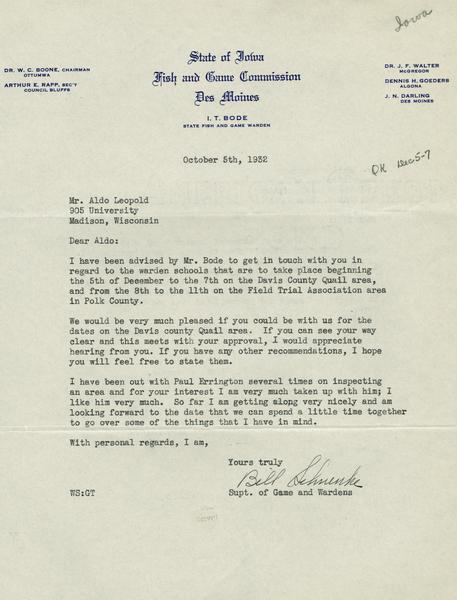 Iowa
State of Iowa
Fish and Game Commission
Des Moines
I. T. BODE
STATE FISH AND GAME WARDEN
DR. W. C. BOONE, CHAIRMAN
OTTUMWA
ARTHUR E. RAPP, SEC'Y
COUNCIL BLUFFS
DR. J. F. WALTER
MCGREGOR
DENNIS H. GOEDERS
ALGONA
J. N. DARLING
DES MOINES
October 5th, 1932
OK Dec 5-7
Mr. Aldo Leopold
905 University
Madison, Wisconsin
Dear Aldo:
I have been advised by Mr. Bode to get in touch with you in
regard to the warden schools that are to take place beginning
the 5th of December to the 7th on the Davis County Quail area,
and from the 8th to the 11th on the Field Trial Association area
in Polk County.
We would be very much pleased if you could be with us for the
dates on the Davis county Quail area. If you can see your way
clear and this meets with your approval, I would appreciate
hearing from you. If you have any other recommendations, I hope
you will feel free to state them.
I have been out with Paul Errington several times on inspecting
an area and for your interest I am very much taken up with him; I
like him very much. So far I am getting along very nicely and am
looking forward to the date that we can spend a little time together
to go over some of the things that I have in mind.
With personal regards, I am,
Yours truly
Bill Schuenke
Supt. of Game and Wardens
WS:GT